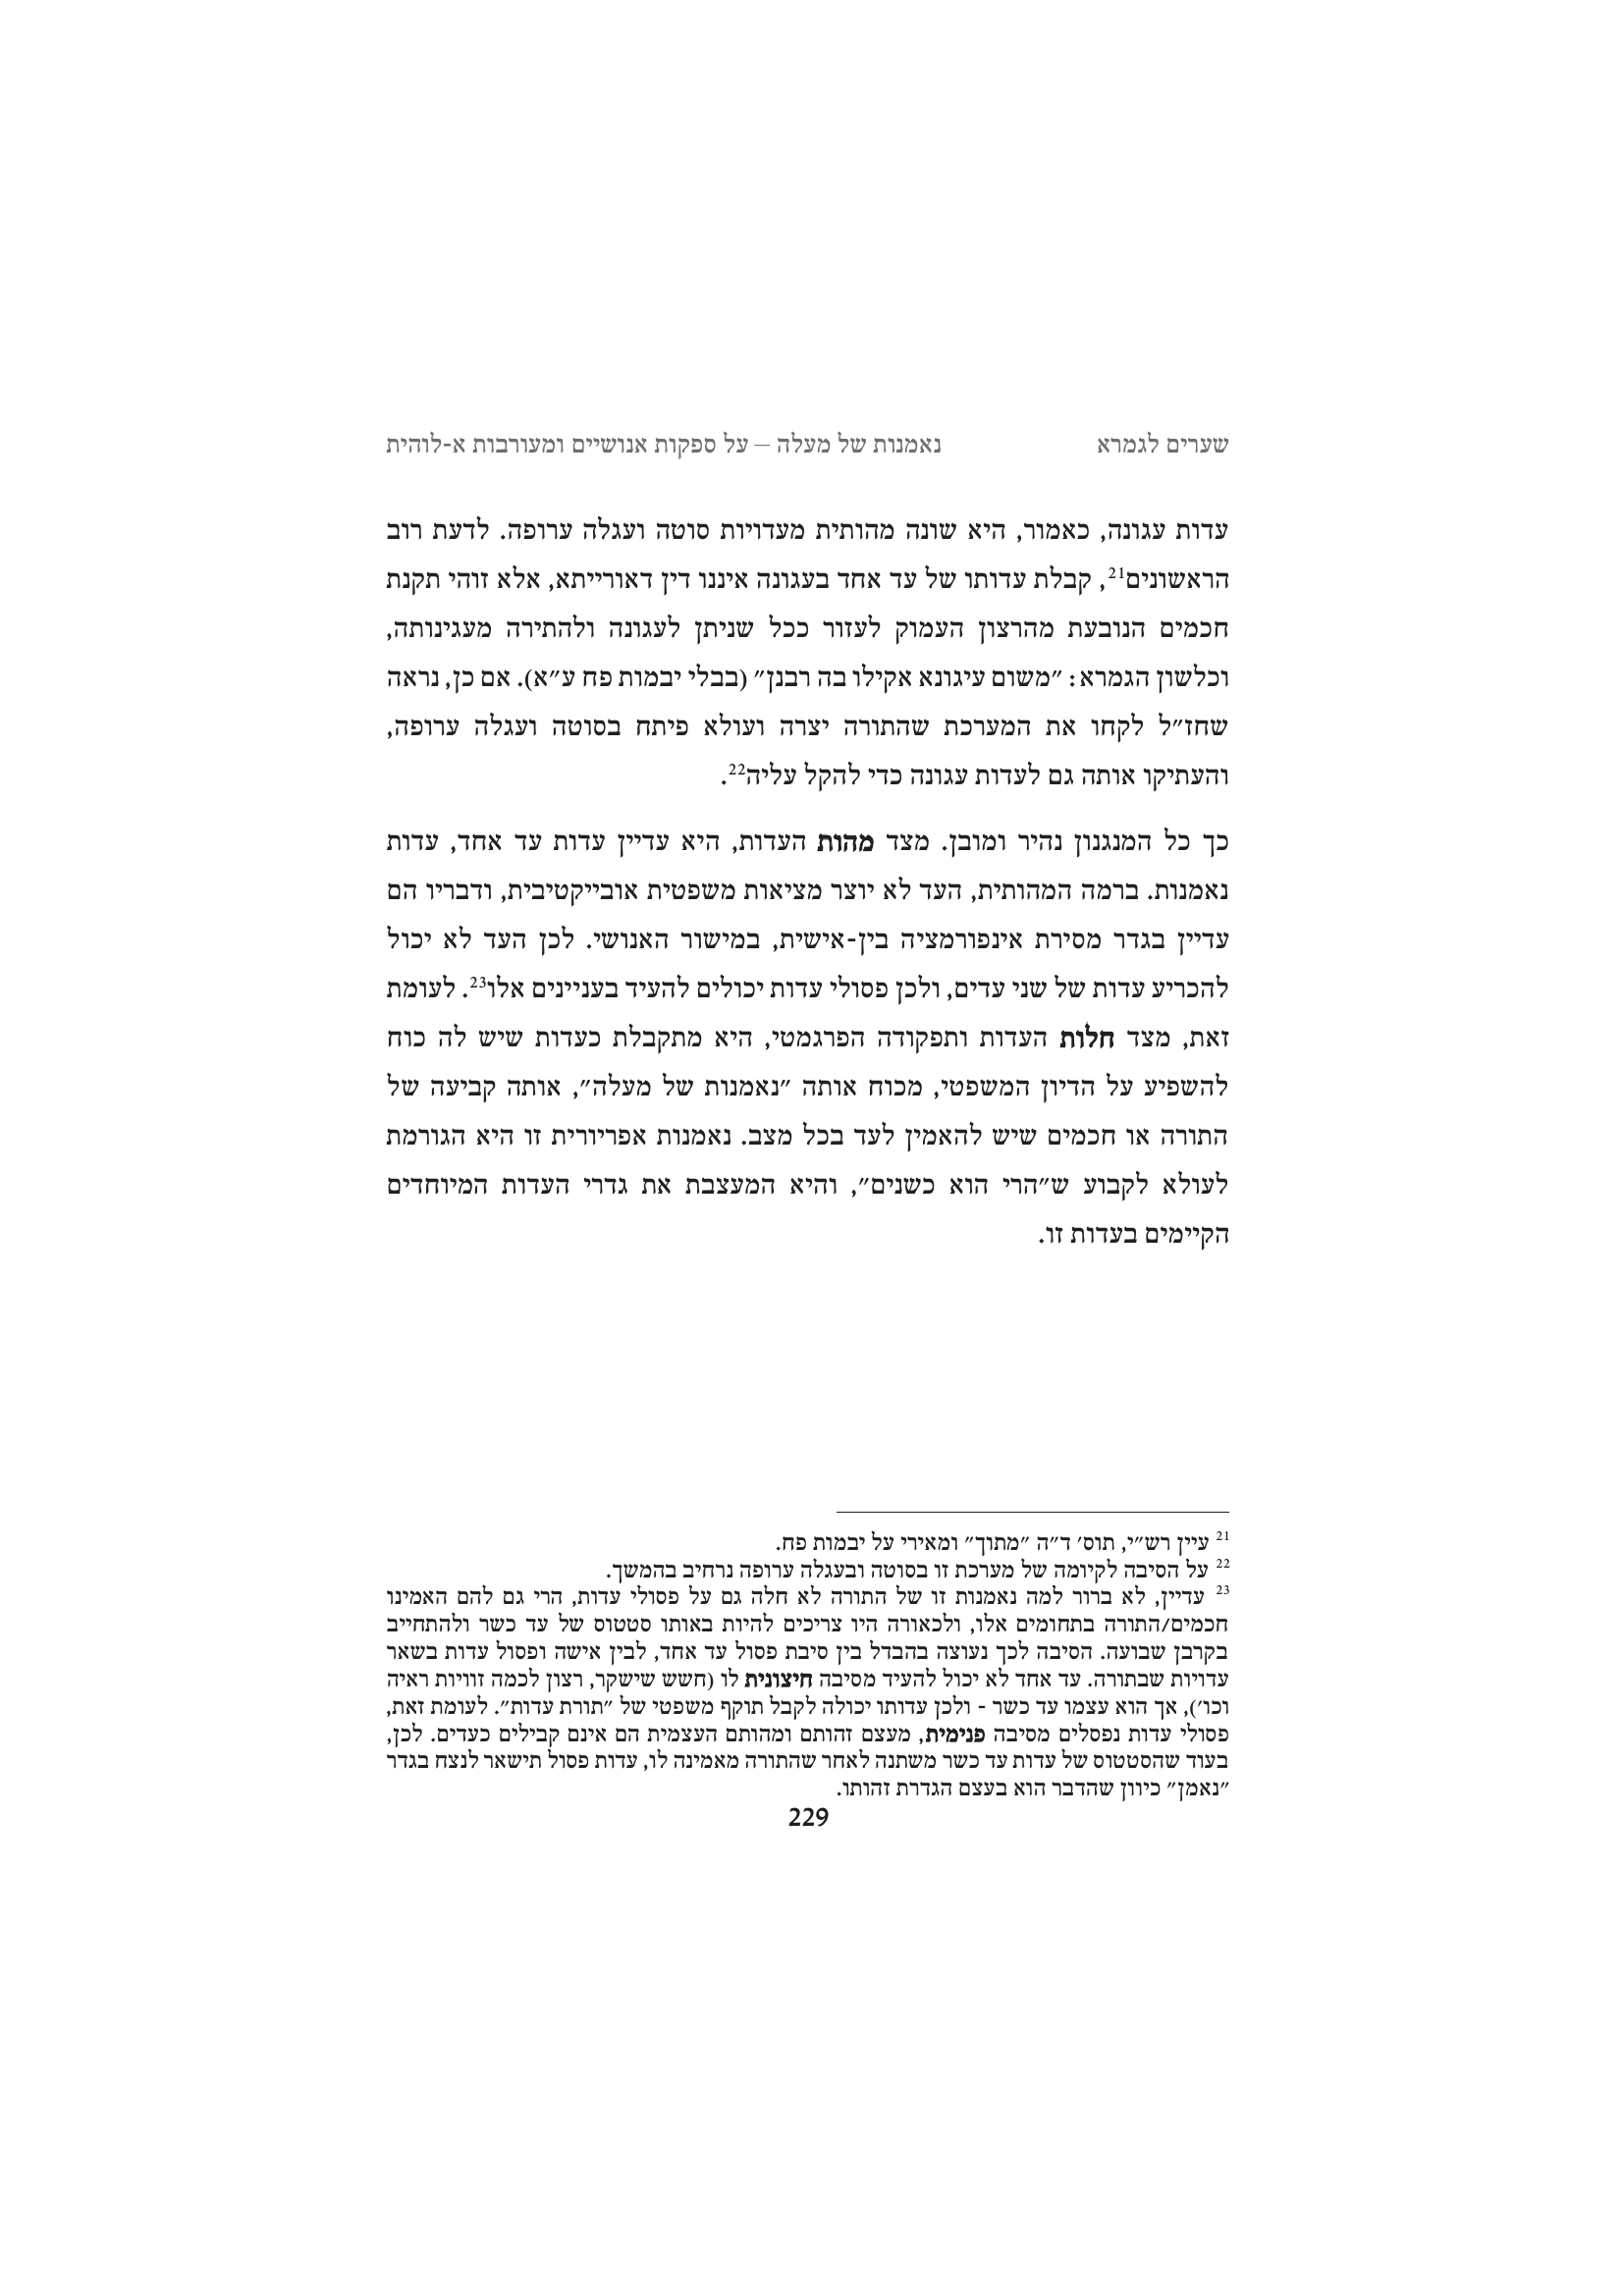 שערים לגמרא נאמנות של מעלה – על ספקות אנושיים ומעורבות א-לוהית
עדות עגונה, כאמור, היא שונה מהותית מעדויות סוטה ועגלה ערופה. לדעת רוב
הראשונים21, קבלת עדותו של עד אחד בעגונה איננו דין דאורייתא, אלא זוהי תקנת
חכמים הנובעת מהרצון העמוק לעזור ככל שניתן לעגונה ולהתירה מעגינותה,
וכלשון הגמרא: ״משום עיגונא אקילו בה רבנן״ (בבלי יבמות פח ע״א). אם כן, נראה
שחז״ל לקחו את המערכת שהתורה יצרה ועולא פיתח בסוטה ועגלה ערופה,
והעתיקו אותה גם לעדות עגונה כדי להקל עליה22.
כך כל המנגנון נהיר ומובן. מצד מהות העדות, היא עדיין עדות עד אחד, עדות
נאמנות. ברמה המהותית, העד לא יוצר מציאות משפטית אובייקטיבית, ודבריו הם
עדיין בגדר מסירת אינפורמציה בין-אישית, במישור האנושי. לכן העד לא יכול
להכריע עדות של שני עדים, ולכן פסולי עדות יכולים להעיד בעניינים אלו23. לעומת
זאת, מצד חלות העדות ותפקודה הפרגמטי, היא מתקבלת כעדות שיש לה כוח
להשפיע על הדיון המשפטי, מכוח אותה ״נאמנות של מעלה״, אותה קביעה של
התורה או חכמים שיש להאמין לעד בכל מצב. נאמנות אפריורית זו היא הגורמת
לעולא לקבוע ש״הרי הוא כשנים״, והיא המעצבת את גדרי העדות המיוחדים
הקיימים בעדות זו.
21 עיין רש״י, תוס׳ ד״ה ״מתוך״ ומאירי על יבמות פח.
22 על הסיבה לקיומה של מערכת זו בסוטה ובעגלה ערופה נרחיב בהמשך.
23 עדיין, לא ברור למה נאמנות זו של התורה לא חלה גם על פסולי עדות, הרי גם להם האמינו
חכמים/התורה בתחומים אלו, ולכאורה היו צריכים להיות באותו סטטוס של עד כשר ולהתחייב
בקרבן שבועה. הסיבה לכך נעוצה בהבדל בין סיבת פסול עד אחד, לבין אישה ופסול עדות בשאר
עדויות שבתורה. עד אחד לא יכול להעיד מסיבה חיצונית לו (חשש שישקר, רצון לכמה זוויות ראיה
וכו׳), אך הוא עצמו עד כשר - ולכן עדותו יכולה לקבל תוקף משפטי של ״תורת עדות״. לעומת זאת,
פסולי עדות נפסלים מסיבה פנימית, מעצם זהותם ומהותם העצמית הם אינם קבילים כעדים. לכן,
בעוד שהסטטוס של עדות עד כשר משתנה לאחר שהתורה מאמינה לו, עדות פסול תישאר לנצח בגדר
״נאמן״ כיוון שהדבר הוא בעצם הגדרת זהותו.
229